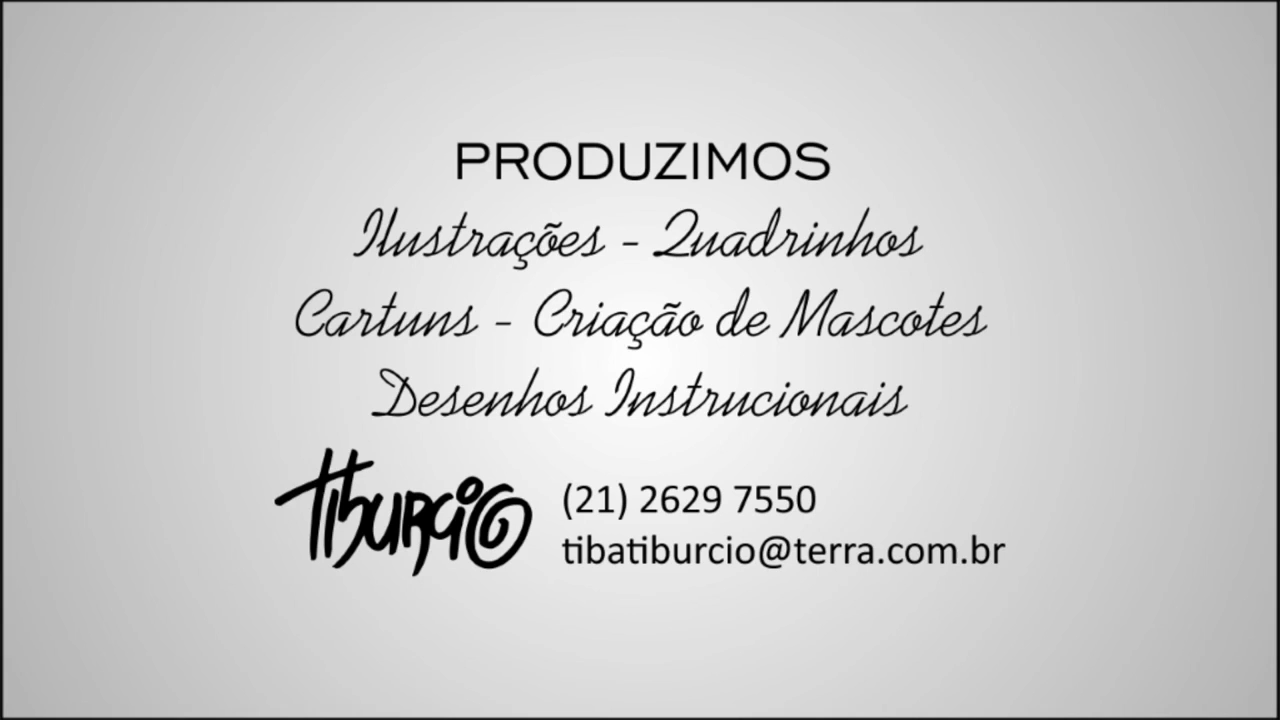 PRODUZIMOS
Ilustrações - Quadrinhos
Cartuns - Criação de Mascotes
Desenhos Instrucionais
Tiburcio
(21) 2629 7550
tibatiburcio@terra.com.br